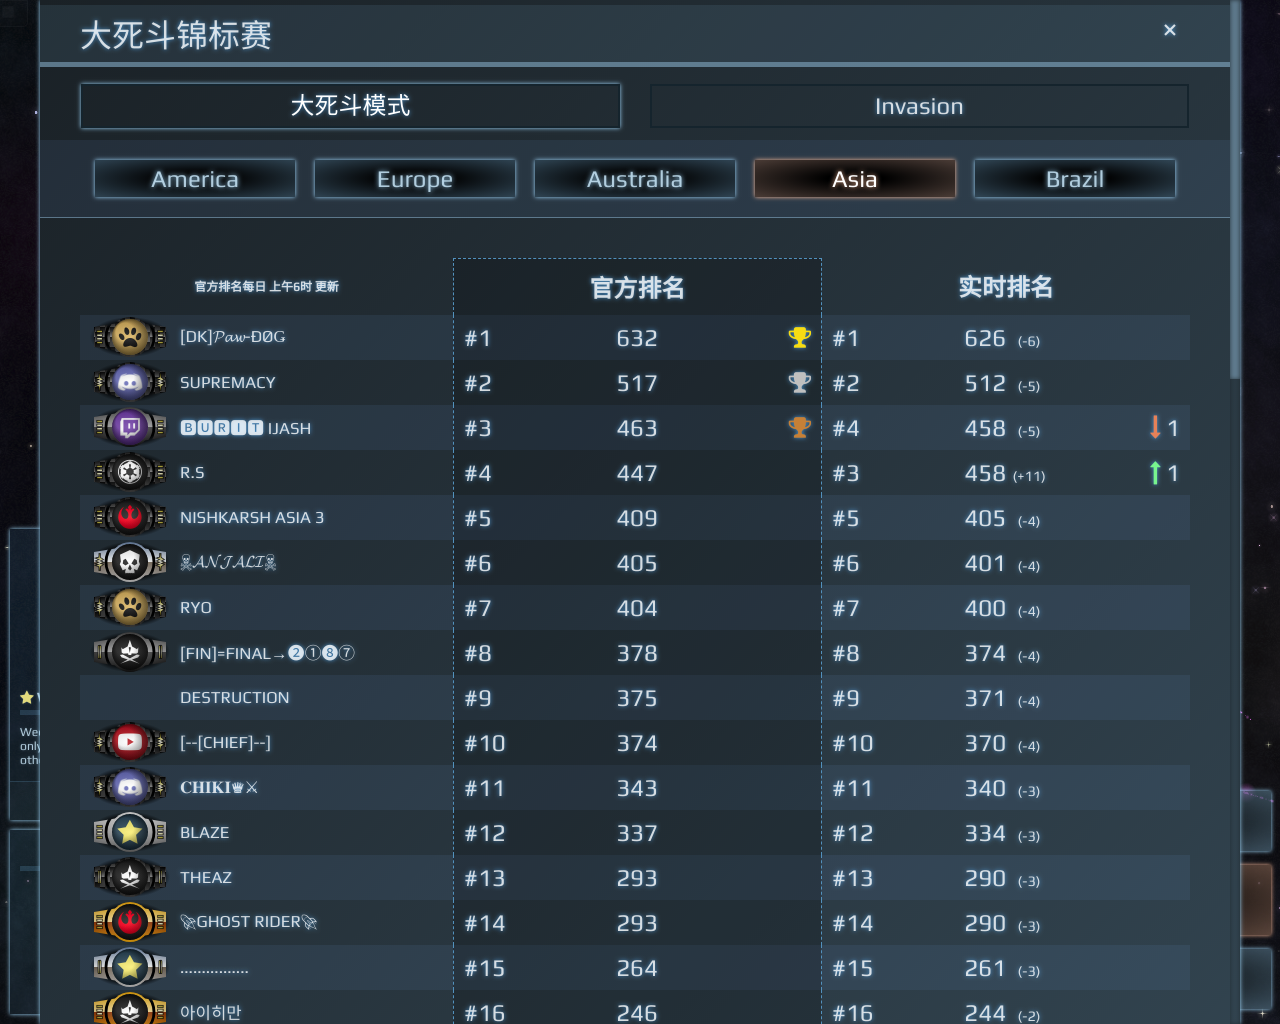 大死斗锦标赛 ×
大死斗模式 Invasion
America Europe Australia Asia Brazil
官方排名每日 上午6时 更新 官方排名 实时排名
[DK]𝓟𝓪𝔀-ĐØG #1 632 #1 626 (-6)
SUPREMACY #2 517 #2 512 (-5)
🅱🆄🆁🅸🆃 IJASH #3 463 #4 458 (-5) 1
R.S #4 447 #3 458 (+11) 1
NISHKARSH ASIA 3 #5 409 #5 405 (-4)
☠𝓐𝓝𝓙𝓐𝓛𝓘☠ #6 405 #6 401 (-4)
RYO #7 404 #7 400 (-4)
[FIN]=FINAL→❷①❽⑦ #8 378 #8 374 (-4)
DESTRUCTION #9 375 #9 371 (-4)
[--[CHIEF]--] #10 374 #10 370 (-4)
𝐂𝐇𝐈𝐊𝐈♛⚔ #11 343 #11 340 (-3)
BLAZE #12 337 #12 334 (-3)
THEAZ #13 293 #13 290 (-3)
🚀GHOST RIDER🚀 #14 293 #14 290 (-3)
................ #15 264 #15 261 (-3)
아이히만 #16 246 #16 244 (-2)